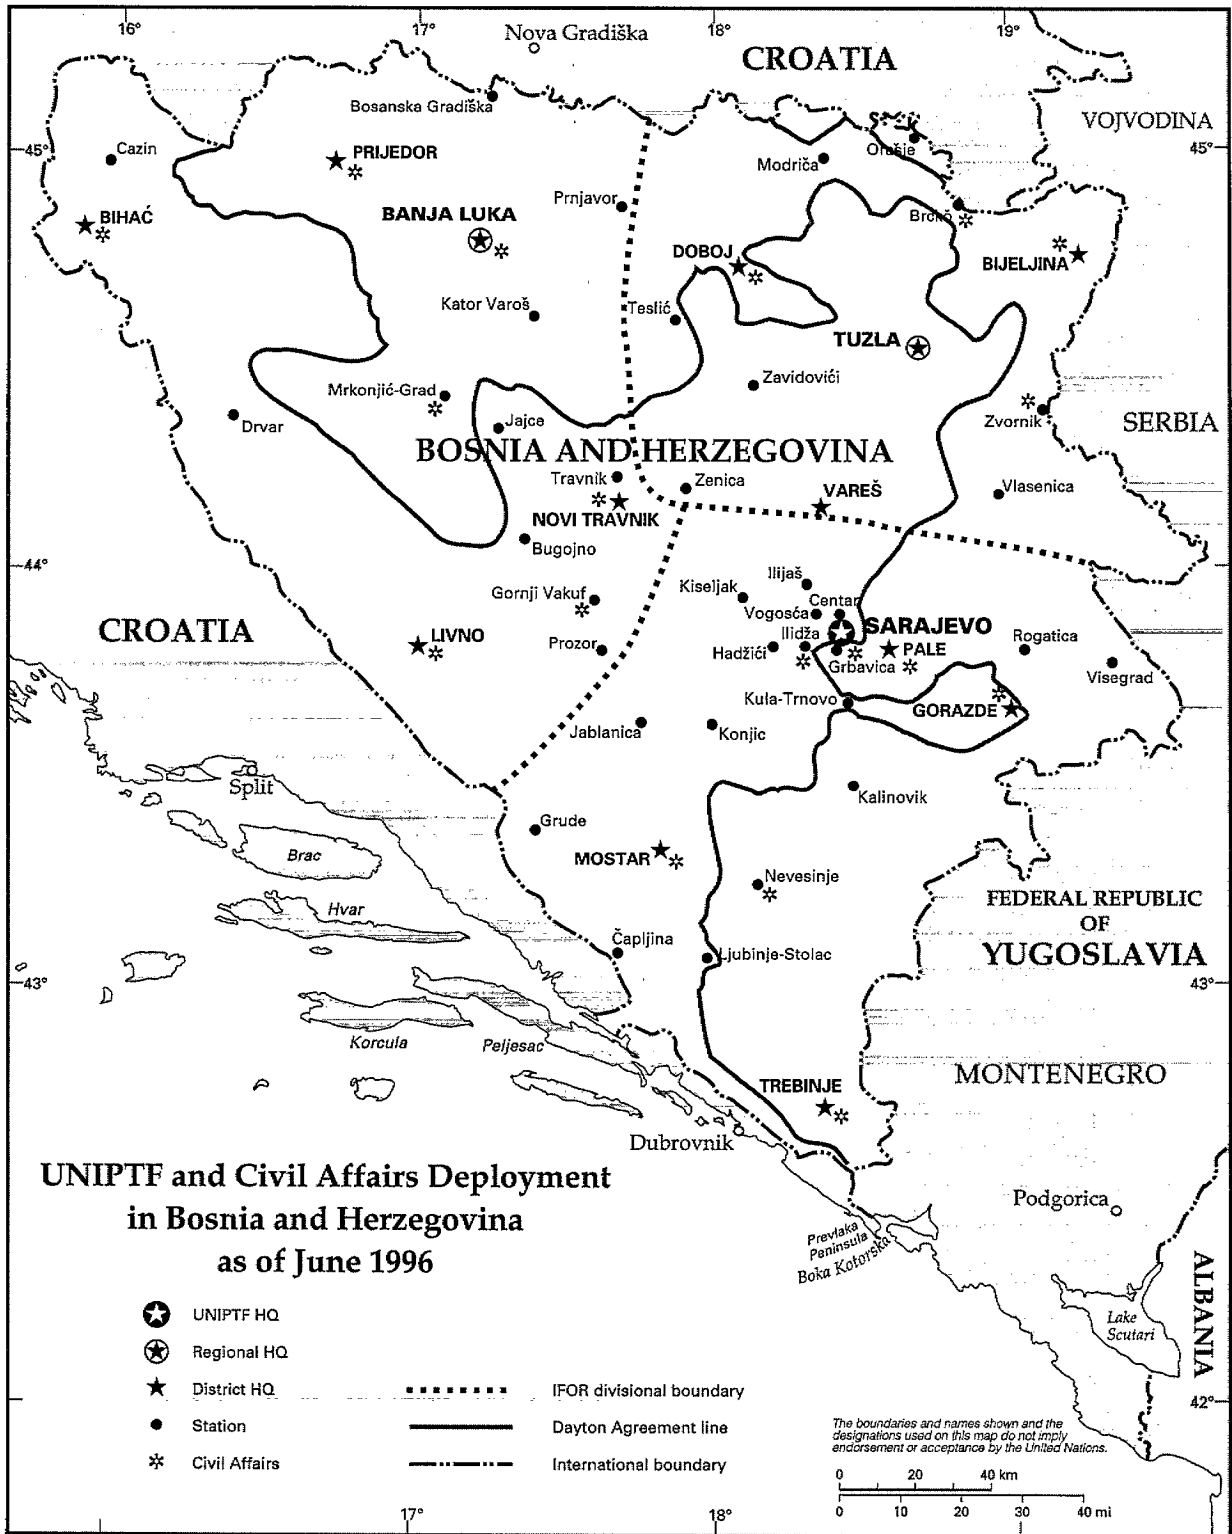 16°
17°
18°
19°
Nova Gradiška
CROATIA
Bosanska Gradiška
VOJVODINA
45°
45°
Cazin
PRIJEDOR
Modriča
Orašje
Prnjavor
Brčko
BIHAĆ
BANJA LUKA
DOBOJ
BIJELJINA
Kator Varoš
Teslić
TUZLA
Zavidovići
Mrkonjić-Grad
Drvar
Jajce
Zvornik
SERBIA
BOSNIA AND HERZEGOVINA
Travnik
Zenica
VAREŠ
Vlasenica
NOVI TRAVNIK
Bugojno
44°
44°
Ilijaš
Gornji Vakuf
Kiseljak
Centar
Vogosća
CROATIA
LIVNO
Ilidža
SARAJEVO
Prozor
Hadžići
Grbavica
PALE
Rogatica
Visegrad
Kula-Trnovo
GORAZDE
Jablanica
Konjic
Split
Kalinovik
Grude
Brac
MOSTAR
Nevesinje
FEDERAL REPUBLIC
OF
YUGOSLAVIA
Hvar
Čapljina
Ljubinje-Stolac
43°
43°
Korcula
Peljesac
MONTENEGRO
TREBINJE
Dubrovnik
UNIPTF and Civil Affairs Deployment
in Bosnia and Herzegovina
as of June 1996
Podgorica
Prevlaka
Peninsula
Boka Kotorska
ALBANIA
Lake
Scutari
UNIPTF HQ
Regional HQ
District HQ
Station
Civil Affairs
IFOR divisional boundary
Dayton Agreement line
International boundary
42°
The boundaries and names shown and the
designations used on this map do not imply
endorsement or acceptance by the United Nations.
0 20 40 km
0 10 20 30 40 mi
17°
18°